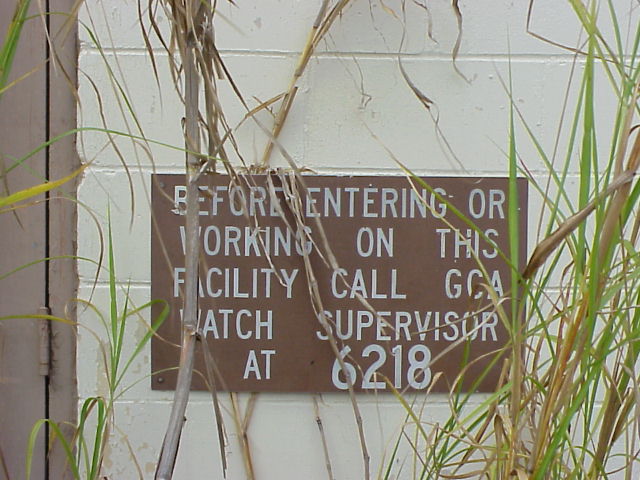 BEFORE ENTERING OR
WORKING ON THIS
FACILITY CALL GCA
WATCH SUPERVISOR
AT 6218